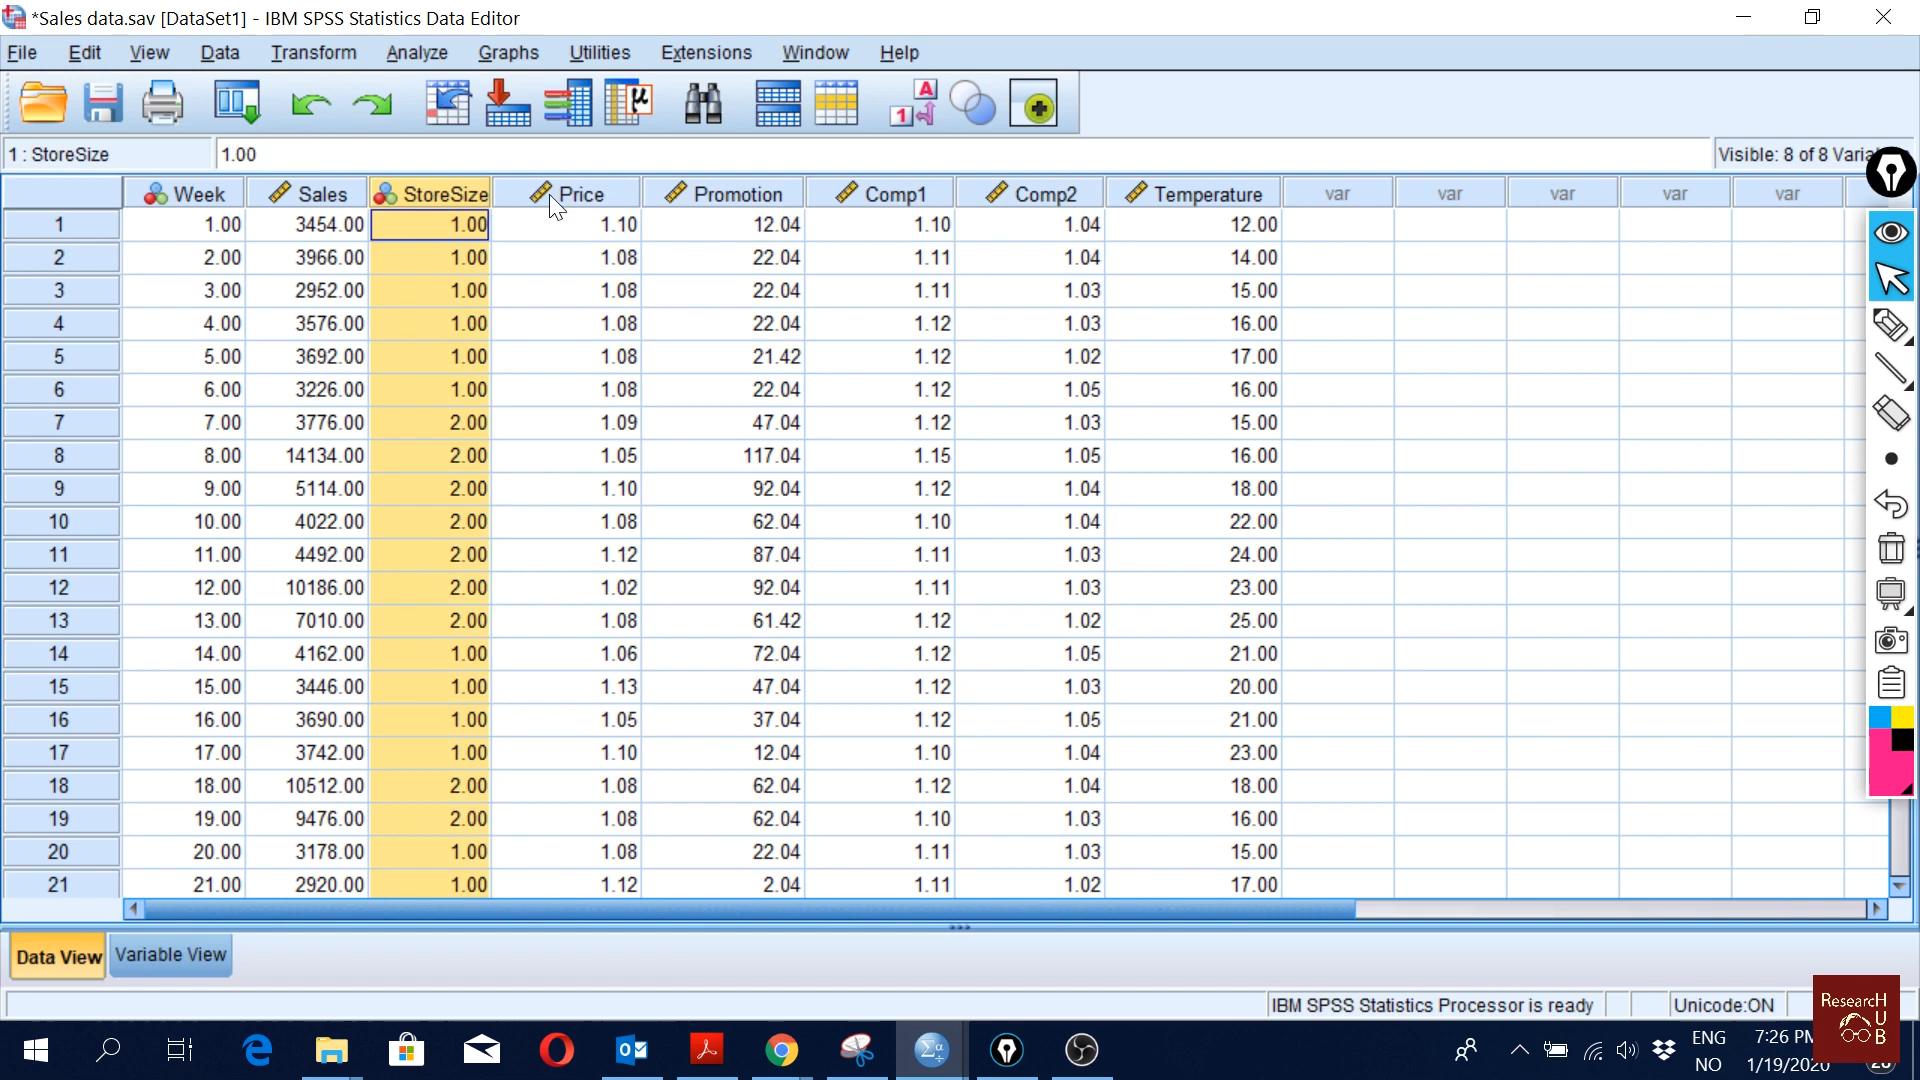 *Sales data.sav [DataSet1] - IBM SPSS Statistics Data Editor
File Edit View Data Transform Analyze Graphs Utilities Extensions Window Help
1 : StoreSize 1.00 Visible: 8 of 8 Varia
Week Sales StoreSize Price Promotion Comp1 Comp2 Temperature var var var var var
1 1.00 3454.00 1.00 1.10 12.04 1.10 1.04 12.00
2 2.00 3966.00 1.00 1.08 22.04 1.11 1.04 14.00
3 3.00 2952.00 1.00 1.08 22.04 1.11 1.03 15.00
4 4.00 3576.00 1.00 1.08 22.04 1.12 1.03 16.00
5 5.00 3692.00 1.00 1.08 21.42 1.12 1.02 17.00
6 6.00 3226.00 1.00 1.08 22.04 1.12 1.05 16.00
7 7.00 3776.00 2.00 1.09 47.04 1.12 1.03 15.00
8 8.00 14134.00 2.00 1.05 117.04 1.15 1.05 16.00
9 9.00 5114.00 2.00 1.10 92.04 1.12 1.04 18.00
10 10.00 4022.00 2.00 1.08 62.04 1.10 1.04 22.00
11 11.00 4492.00 2.00 1.12 87.04 1.11 1.03 24.00
12 12.00 10186.00 2.00 1.02 92.04 1.11 1.03 23.00
13 13.00 7010.00 2.00 1.08 61.42 1.12 1.02 25.00
14 14.00 4162.00 1.00 1.06 72.04 1.12 1.05 21.00
15 15.00 3446.00 1.00 1.13 47.04 1.12 1.03 20.00
16 16.00 3690.00 1.00 1.05 37.04 1.12 1.05 21.00
17 17.00 3742.00 1.00 1.10 12.04 1.10 1.04 23.00
18 18.00 10512.00 2.00 1.08 62.04 1.12 1.04 18.00
19 19.00 9476.00 2.00 1.08 62.04 1.10 1.03 16.00
20 20.00 3178.00 1.00 1.08 22.04 1.11 1.03 15.00
21 21.00 2920.00 1.00 1.12 2.04 1.11 1.02 17.00
Data View Variable View
IBM SPSS Statistics Processor is ready Unicode:ON
ResearcH
U
B
ENG 7:26 PM
NO 1/19/2020